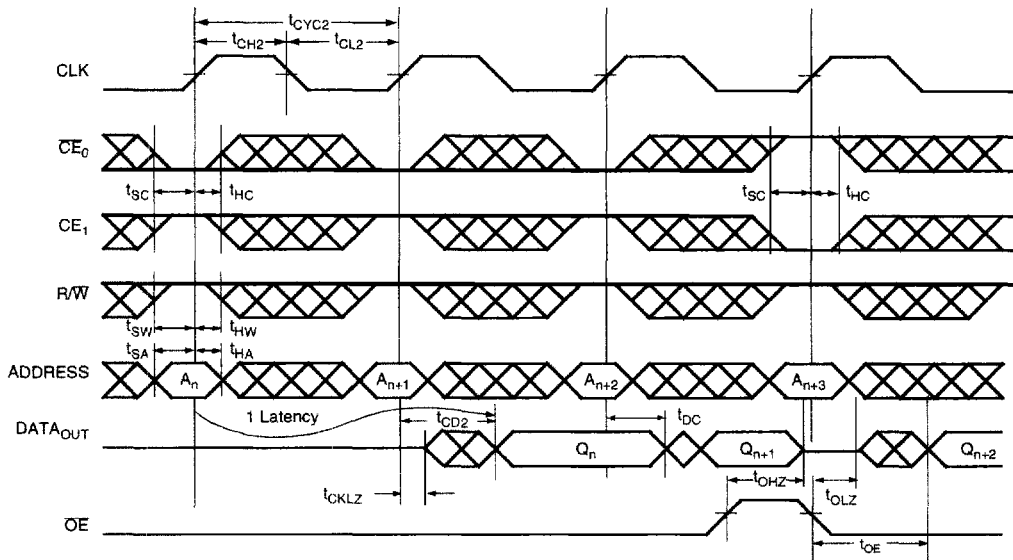 tCYC2
tCH2 tCL2
CLK
CE0
tSC tHC tSC tHC
CE1
R/W
tSW tHW
tSA tHA
ADDRESS An An+1 An+2 An+3
1 Latency tCD2 tDC
DATAOUT Qn Qn+1 Qn+2
tOHZ
tCKLZ tOLZ
OE
tOE